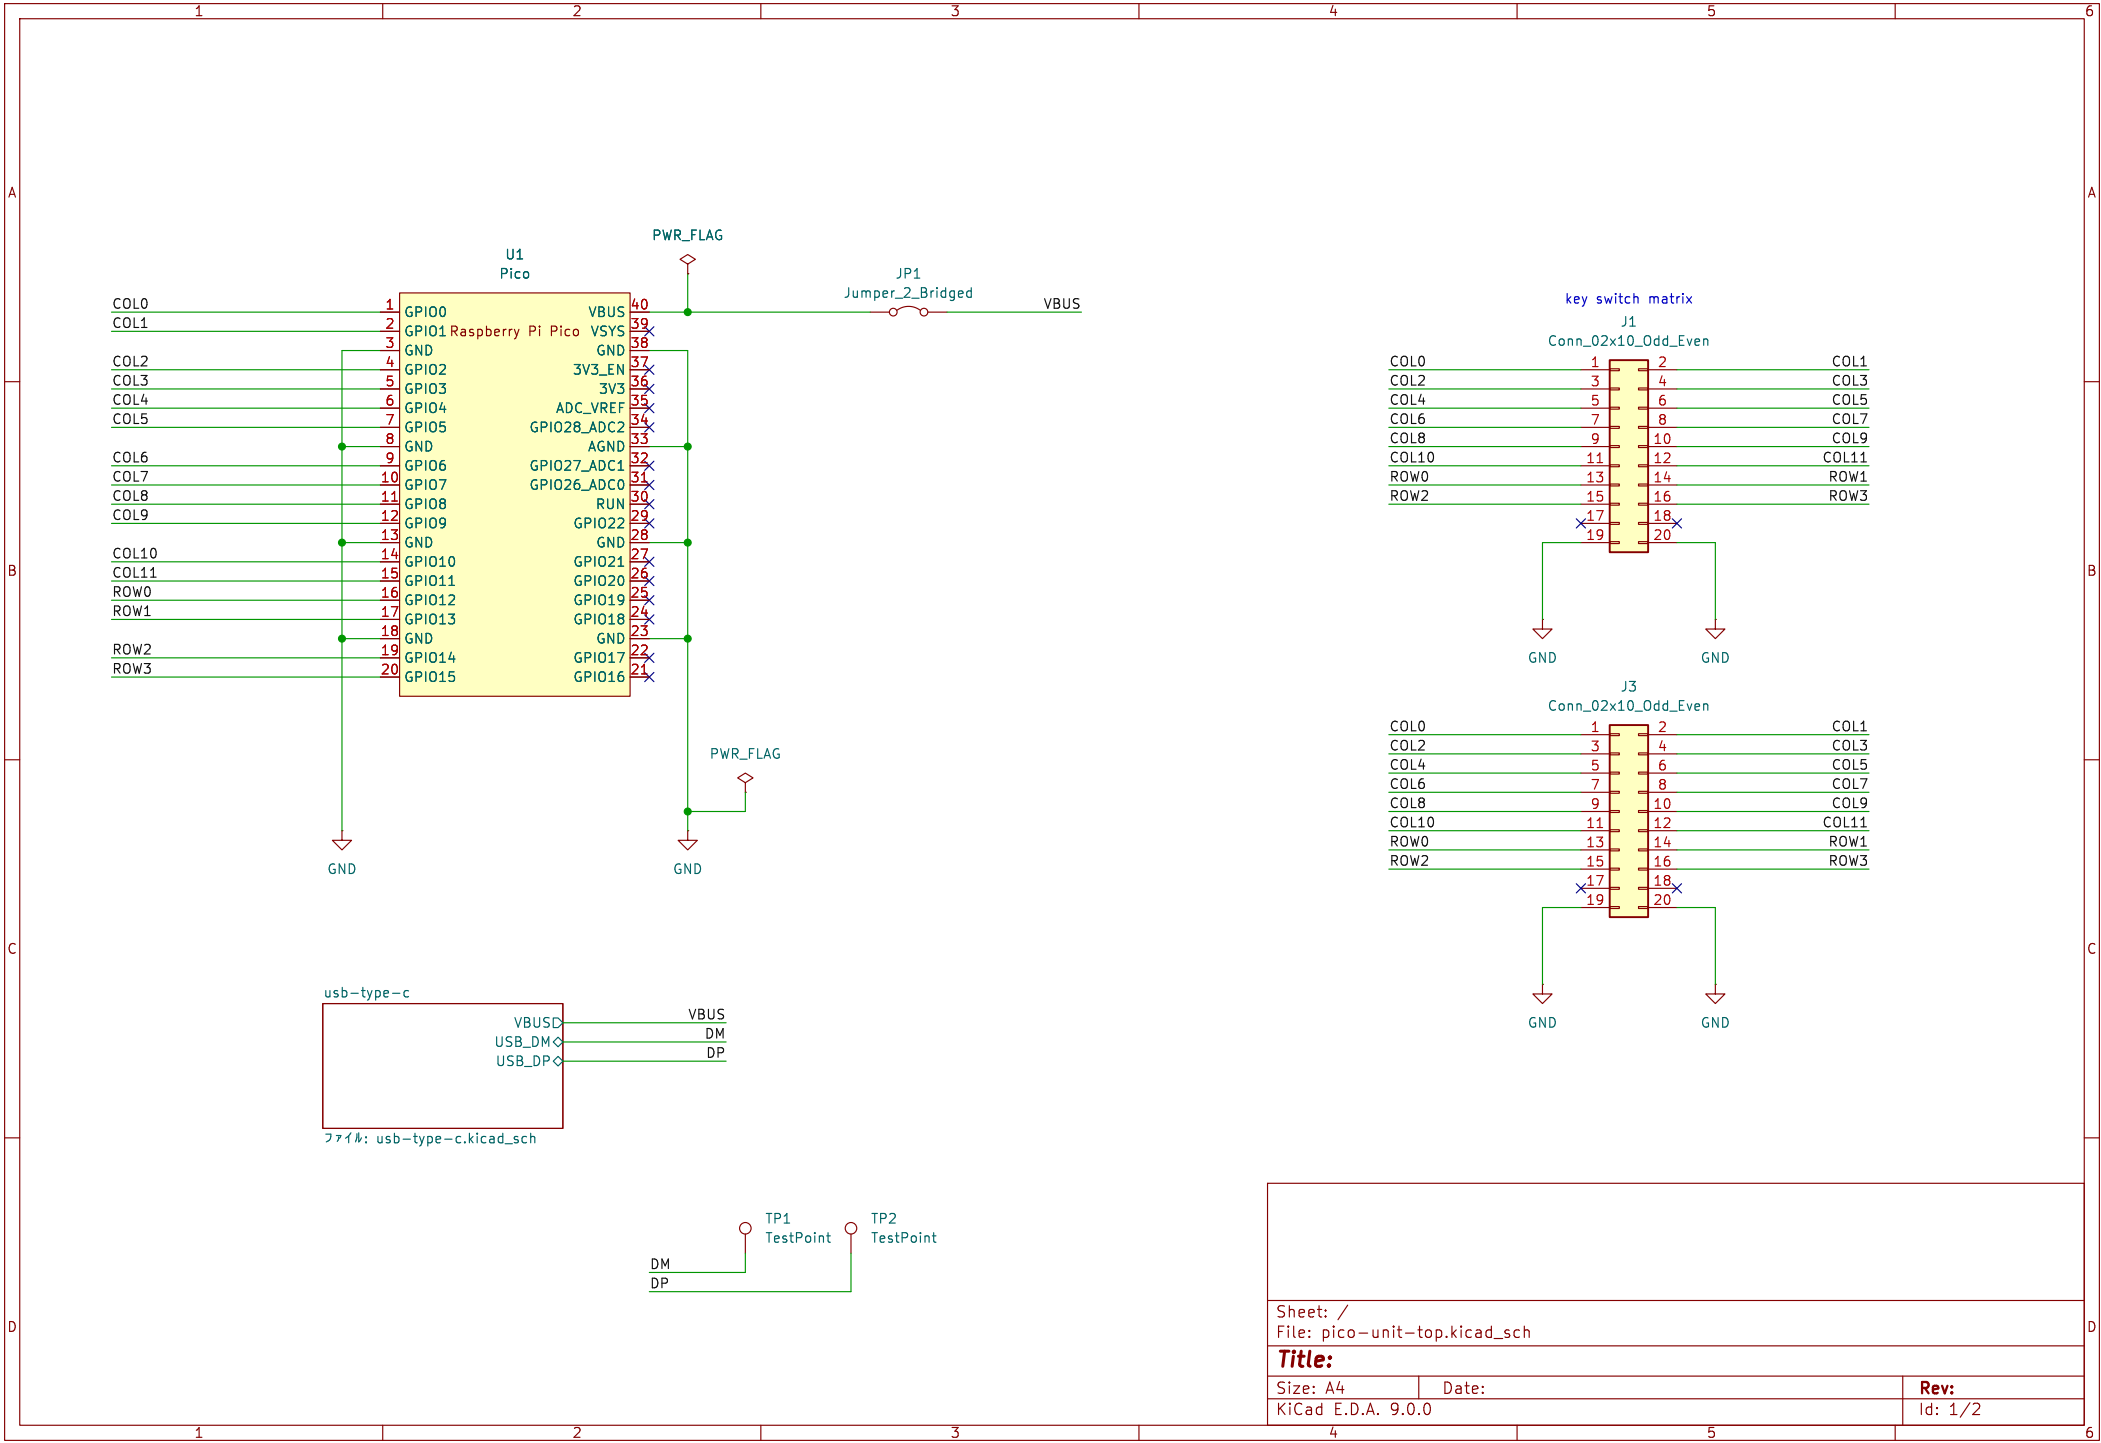 1 2 3 4 5 6
A A
B B
C C
D D
PWR_FLAG
U1
Pico
JP1
Jumper_2_Bridged
VBUS
COL0 1 GPIO0 VBUS 40
COL1 2 GPIO1 Raspberry Pi Pico VSYS 39
3 GND GND 38
COL2 4 GPIO2 3V3_EN 37
COL3 5 GPIO3 3V3 36
COL4 6 GPIO4 ADC_VREF 35
COL5 7 GPIO5 GPIO28_ADC2 34
8 GND AGND 33
COL6 9 GPIO6 GPIO27_ADC1 32
COL7 10 GPIO7 GPIO26_ADC0 31
COL8 11 GPIO8 RUN 30
COL9 12 GPIO9 GPIO22 29
13 GND GND 28
COL10 14 GPIO10 GPIO21 27
COL11 15 GPIO11 GPIO20 26
ROW0 16 GPIO12 GPIO19 25
ROW1 17 GPIO13 GPIO18 24
18 GND GND 23
ROW2 19 GPIO14 GPIO17 22
ROW3 20 GPIO15 GPIO16 21
PWR_FLAG
GND GND
key switch matrix
J1
Conn_02x10_Odd_Even
COL0 1 2 COL1
COL2 3 4 COL3
COL4 5 6 COL5
COL6 7 8 COL7
COL8 9 10 COL9
COL10 11 12 COL11
ROW0 13 14 ROW1
ROW2 15 16 ROW3
17 18
19 20
GND GND
J3
Conn_02x10_Odd_Even
COL0 1 2 COL1
COL2 3 4 COL3
COL4 5 6 COL5
COL6 7 8 COL7
COL8 9 10 COL9
COL10 11 12 COL11
ROW0 13 14 ROW1
ROW2 15 16 ROW3
17 18
19 20
GND GND
usb-type-c
VBUS VBUS
USB_DM DM
USB_DP DP
ファイル: usb-type-c.kicad_sch
TP1
TestPoint
TP2
TestPoint
DM
DP
Sheet: /
File: pico-unit-top.kicad_sch
Title:
Size: A4 Date: Rev:
KiCad E.D.A. 9.0.0 Id: 1/2
1 2 3 4 5 6